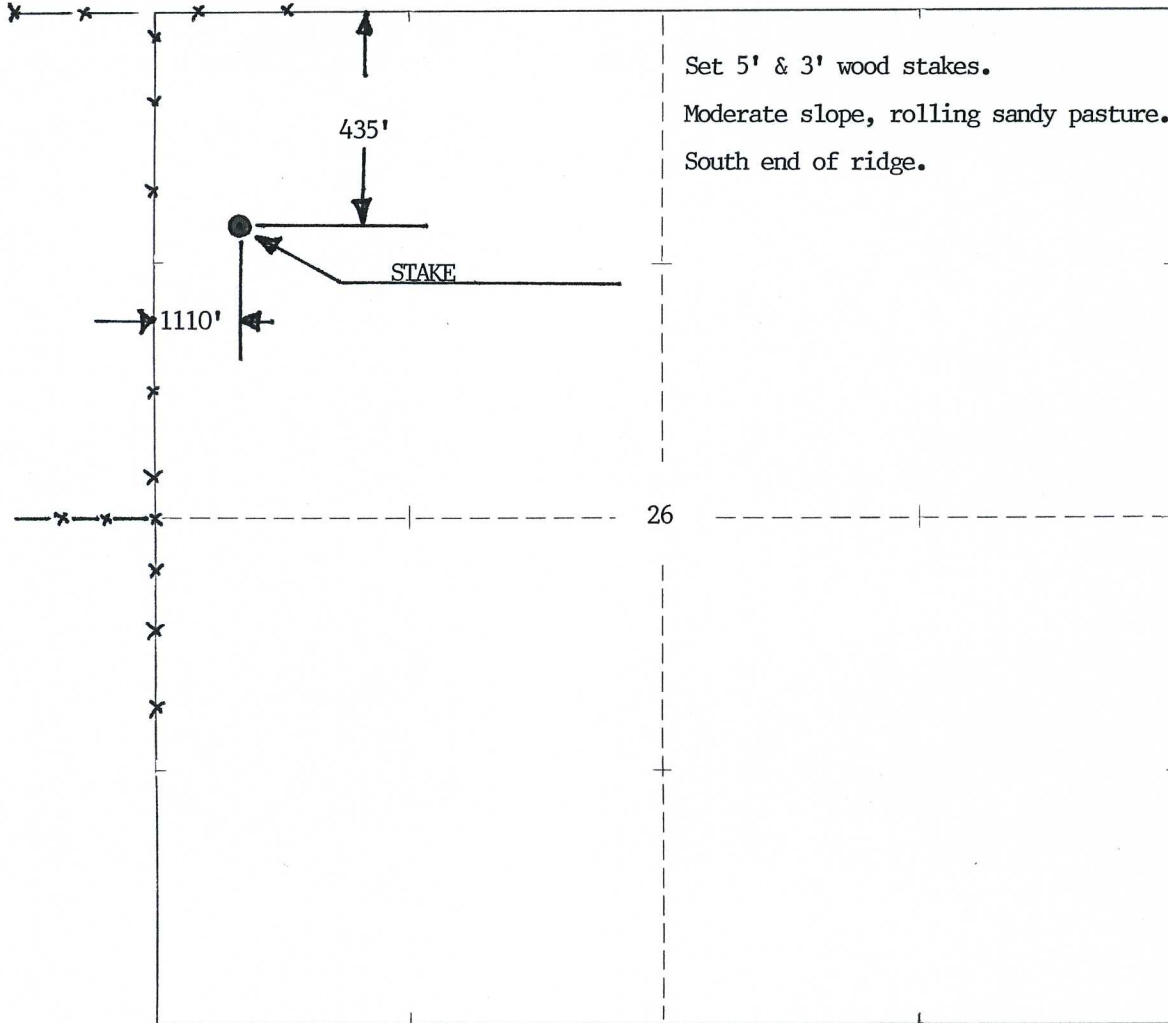 Set 5' & 3' wood stakes.
435'
Moderate slope, rolling sandy pasture.
South end of ridge.
STAKE
1110'
26